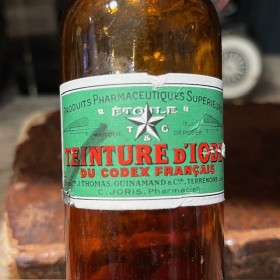 PRODUITS PHARMACEUTIQUES SUPÉRIEURS
"ÉTOILE"
T G
&
MARQUE DÉPOSÉE
TEINTURE D'IODE
DU CODEX FRANÇAIS
J. THOMAS, GUINAMAND & Cie, TERRENOIRE
C. JORIS, Pharmacien